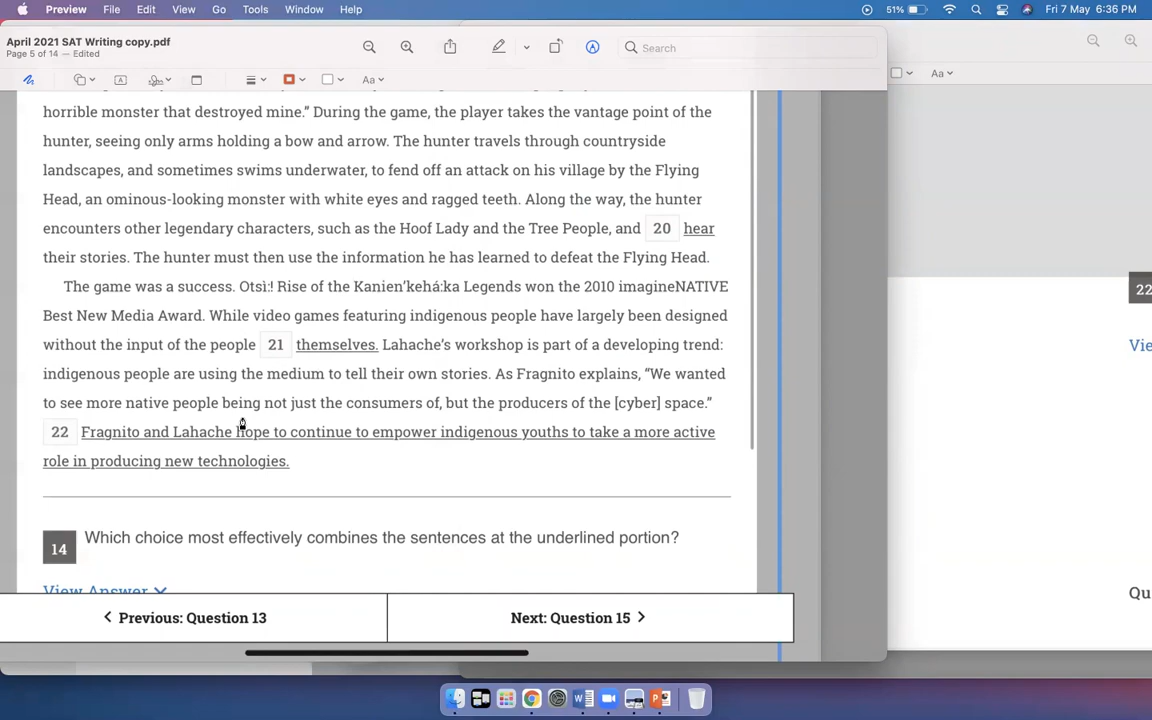 Preview File Edit View Go Tools Window Help 51% Fri 7 May 6:36 PM
April 2021 SAT Writing copy.pdf
Page 5 of 14 — Edited
Search
Aa
Aa
horrible monster that destroyed mine.” During the game, the player takes the vantage point of the
hunter, seeing only arms holding a bow and arrow. The hunter travels through countryside
landscapes, and sometimes swims underwater, to fend off an attack on his village by the Flying
Head, an ominous-looking monster with white eyes and ragged teeth. Along the way, the hunter
encounters other legendary characters, such as the Hoof Lady and the Tree People, and 20 hear
their stories. The hunter must then use the information he has learned to defeat the Flying Head.
The game was a success. Otsì:! Rise of the Kanien’kehá:ka Legends won the 2010 imagineNATIVE
Best New Media Award. While video games featuring indigenous people have largely been designed
without the input of the people 21 themselves. Lahache’s workshop is part of a developing trend:
indigenous people are using the medium to tell their own stories. As Fragnito explains, “We wanted
to see more native people being not just the consumers of, but the producers of the [cyber] space.”
22 Fragnito and Lahache hope to continue to empower indigenous youths to take a more active
role in producing new technologies.
14 Which choice most effectively combines the sentences at the underlined portion?
View Answer
Previous: Question 13
Next: Question 15
22
Vie
Qu